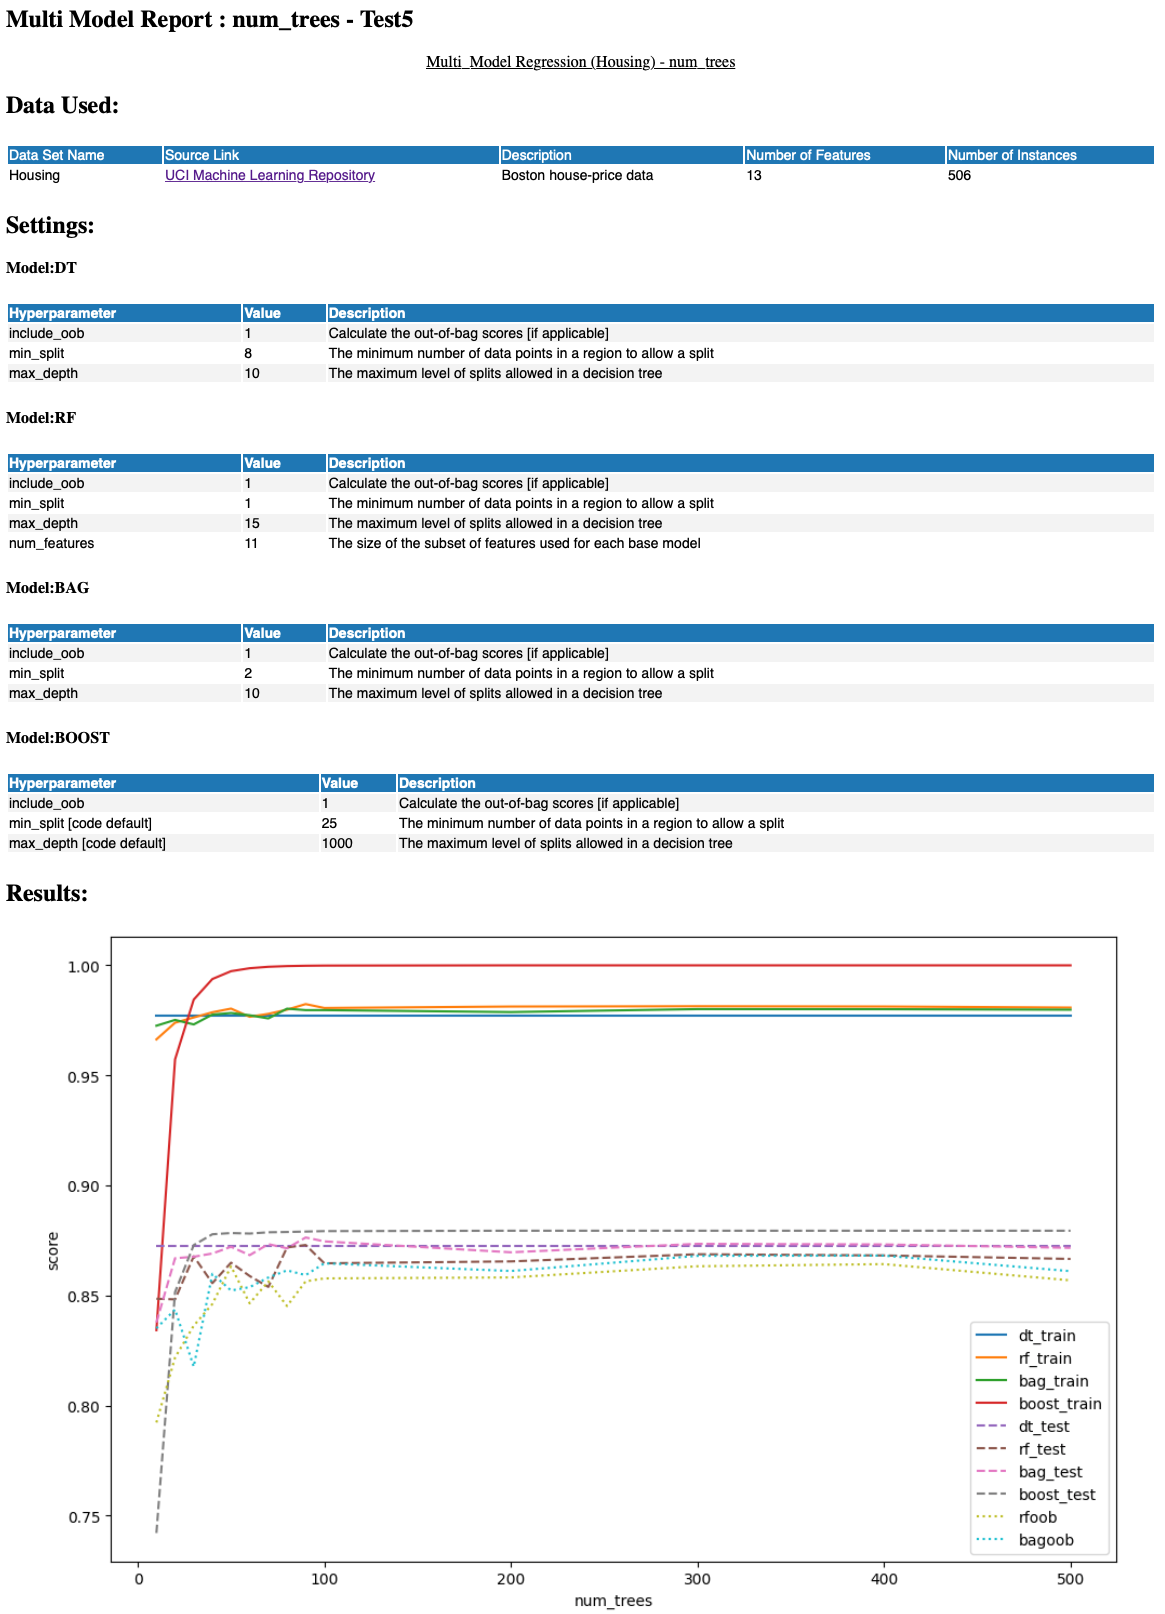 Multi Model Report : num_trees - Test5
Multi_Model Regression (Housing) - num_trees
Data Used:
Data Set Name Source Link Description Number of Features Number of Instances
Housing UCI Machine Learning Repository Boston house-price data 13 506
Settings:
Model:DT
Hyperparameter Value Description
include_oob 1 Calculate the out-of-bag scores [if applicable]
min_split 8 The minimum number of data points in a region to allow a split
max_depth 10 The maximum level of splits allowed in a decision tree
Model:RF
Hyperparameter Value Description
include_oob 1 Calculate the out-of-bag scores [if applicable]
min_split 1 The minimum number of data points in a region to allow a split
max_depth 15 The maximum level of splits allowed in a decision tree
num_features 11 The size of the subset of features used for each base model
Model:BAG
Hyperparameter Value Description
include_oob 1 Calculate the out-of-bag scores [if applicable]
min_split 2 The minimum number of data points in a region to allow a split
max_depth 10 The maximum level of splits allowed in a decision tree
Model:BOOST
Hyperparameter Value Description
include_oob 1 Calculate the out-of-bag scores [if applicable]
min_split [code default] 25 The minimum number of data points in a region to allow a split
max_depth [code default] 1000 The maximum level of splits allowed in a decision tree
Results:
1.00
0.95
0.90
0.85
0.80
0.75
score
dt_train
rf_train
bag_train
boost_train
dt_test
rf_test
bag_test
boost_test
rfoob
bagoob
0 100 200 300 400 500
num_trees